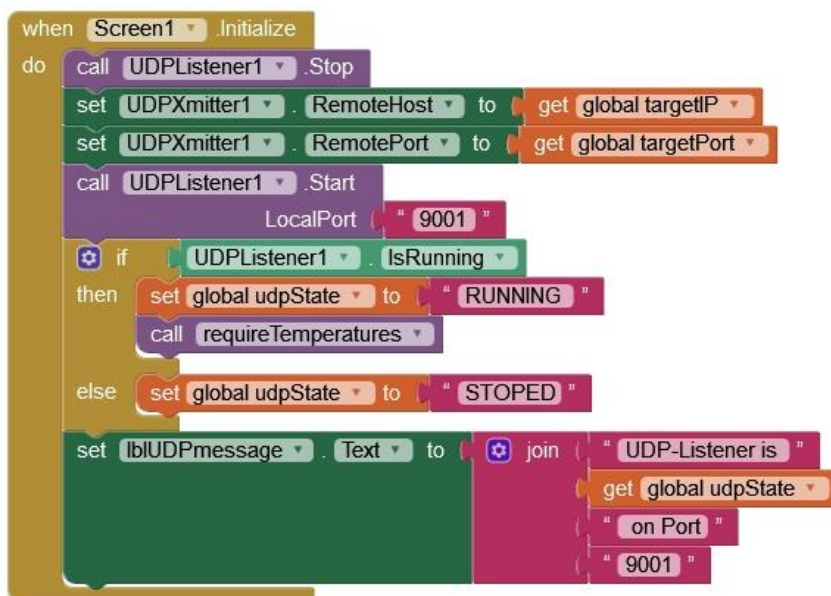 when Screen1 .Initialize
do call UDPListener1 .Stop
set UDPXmitter1 . RemoteHost to get global targetIP
set UDPXmitter1 . RemotePort to get global targetPort
call UDPListener1 .Start
LocalPort " 9001 "
if UDPListener1 . IsRunning
then set global udpState to " RUNNING "
call requireTemperatures
else set global udpState to " STOPED "
set lblUDPmessage . Text to join " UDP-Listener is "
get global udpState
" on Port "
" 9001 "